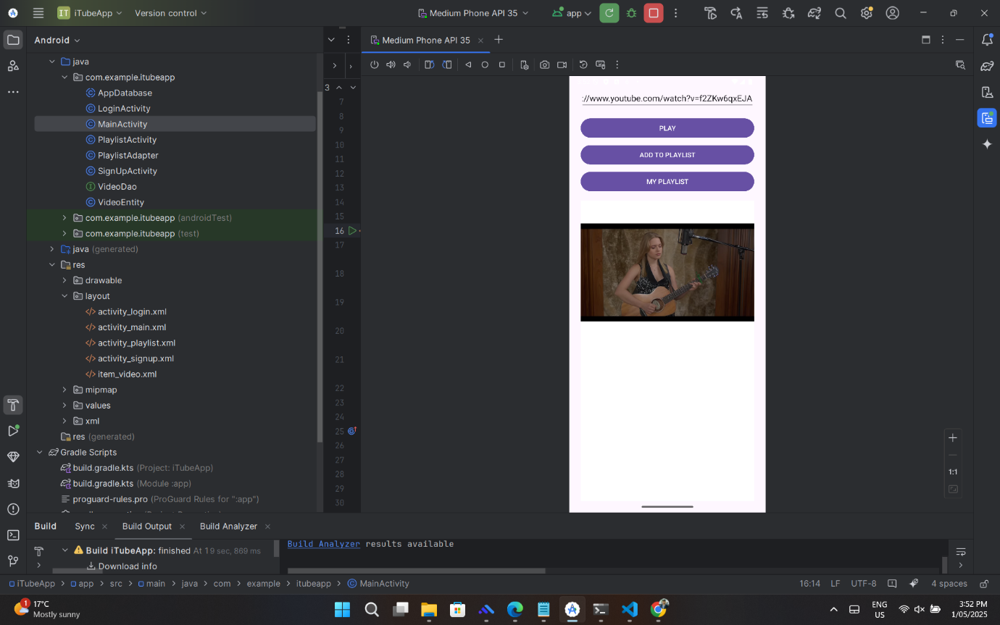 IT iTubeApp Version control Medium Phone API 35 app
Android
java
com.example.itubeapp
AppDatabase
LoginActivity
MainActivity
PlaylistActivity
PlaylistAdapter
SignUpActivity
VideoDao
VideoEntity
com.example.itubeapp (androidTest)
com.example.itubeapp (test)
java (generated)
res
drawable
layout
activity_login.xml
activity_main.xml
activity_playlist.xml
activity_signup.xml
item_video.xml
mipmap
values
xml
res (generated)
Gradle Scripts
build.gradle.kts (Project: iTubeApp)
build.gradle.kts (Module :app)
proguard-rules.pro (ProGuard Rules for ":app")
3
7
8
9
10
11
12
13
14
15
16
17
18
19
20
21
22
23
24
25
26
27
28
29
30
Medium Phone API 35
://www.youtube.com/watch?v=f2ZKw6qxEJA
PLAY
ADD TO PLAYLIST
MY PLAYLIST
1:1
Build Sync Build Output Build Analyzer
Build iTubeApp: finished At 1 9 sec, 869 ms
Download info
Build Analyzer results available
iTubeApp > app > src > main > java > com > example > itubeapp > MainActivity
16:14 LF UTF-8 4 spaces
1
17°C
Mostly sunny
ENG
US
3:52 PM
1/05/2025